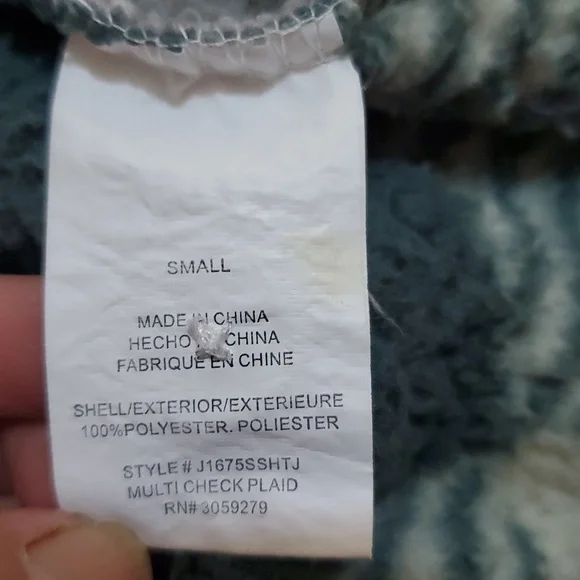 SMALL
MADE IN CHINA
HECHO CHINA
FABRIQUE EN CHINE
SHELL/EXTERIOR/EXTERIEURE
100%POLYESTER. POLIESTER
STYLE # J1675SSHTJ
MULTI CHECK PLAID
RN# 3059279